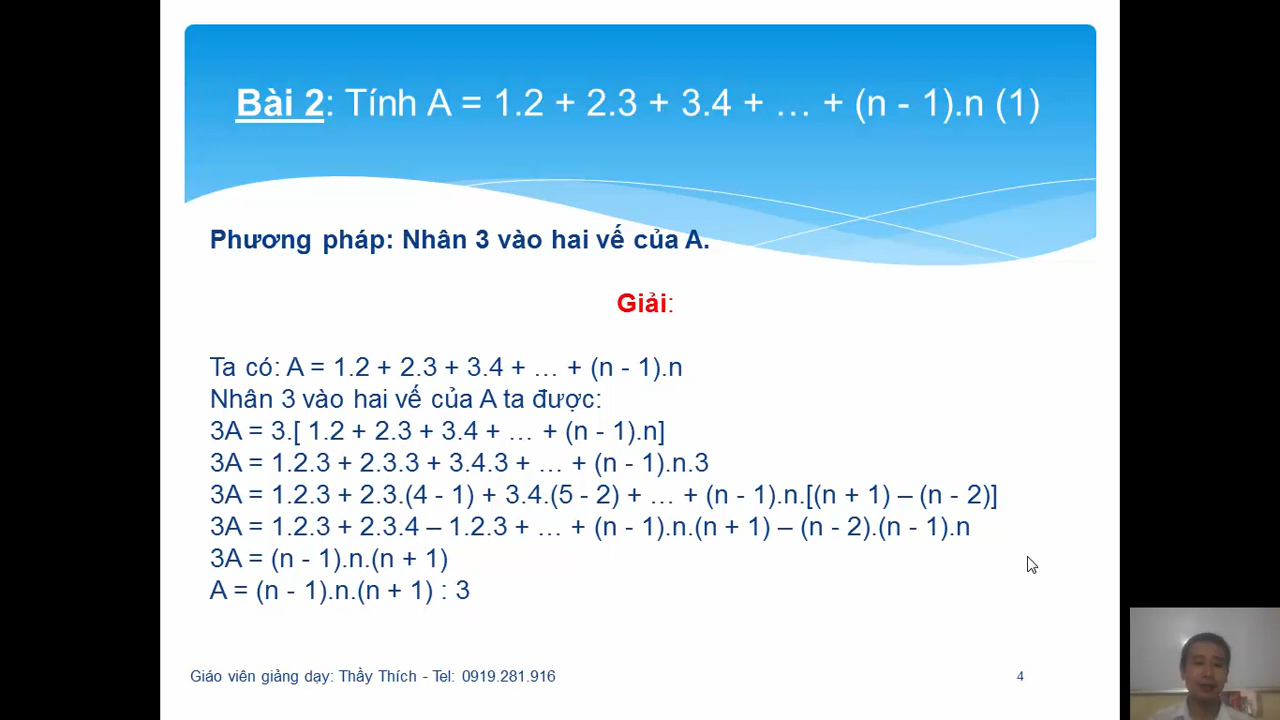 Bài 2: Tính A = 1.2 + 2.3 + 3.4 + … + (n - 1).n (1)
Phương pháp: Nhân 3 vào hai vế của A.
Giải:
Ta có: A = 1.2 + 2.3 + 3.4 + … + (n - 1).n
Nhân 3 vào hai vế của A ta được:
3A = 3.[ 1.2 + 2.3 + 3.4 + … + (n - 1).n]
3A = 1.2.3 + 2.3.3 + 3.4.3 + … + (n - 1).n.3
3A = 1.2.3 + 2.3.(4 - 1) + 3.4.(5 - 2) + … + (n - 1).n.[(n + 1) – (n - 2)]
3A = 1.2.3 + 2.3.4 – 1.2.3 + … + (n - 1).n.(n + 1) – (n - 2).(n - 1).n
3A = (n - 1).n.(n + 1)
A = (n - 1).n.(n + 1) : 3
Giáo viên giảng dạy: Thầy Thích - Tel: 0919.281.916
4